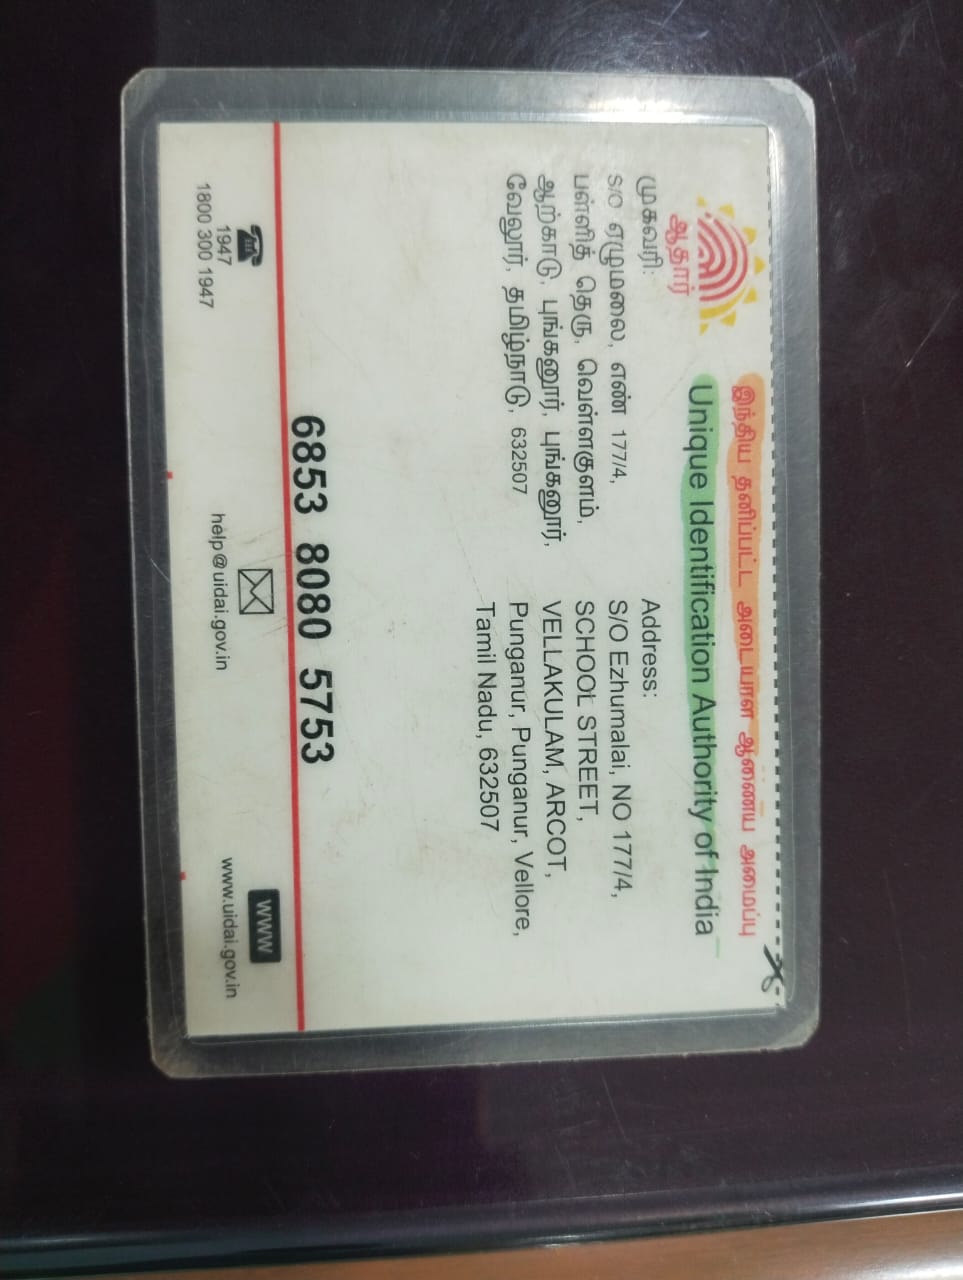 இந்திய தனிப்பட்ட அடையாள ஆணைய அமைப்பு
Unique Identification Authority of India
ஆதார்
முகவரி:
S/O எழுமலை, எண் 177/4,
பள்ளித் தெரு, வெள்ளகுளம்,
ஆற்காடு, புங்கனூர், புங்கனூர்,
வேலூர், தமிழ்நாடு, 632507
Address:
S/O Ezhumalai, NO 177/4,
SCHOOL STREET,
VELLAKULAM, ARCOT,
Punganur, Punganur, Vellore,
Tamil Nadu, 632507
6853 8080 5753
1947
1800 300 1947
help@uidai.gov.in
WWW
www.uidai.gov.in